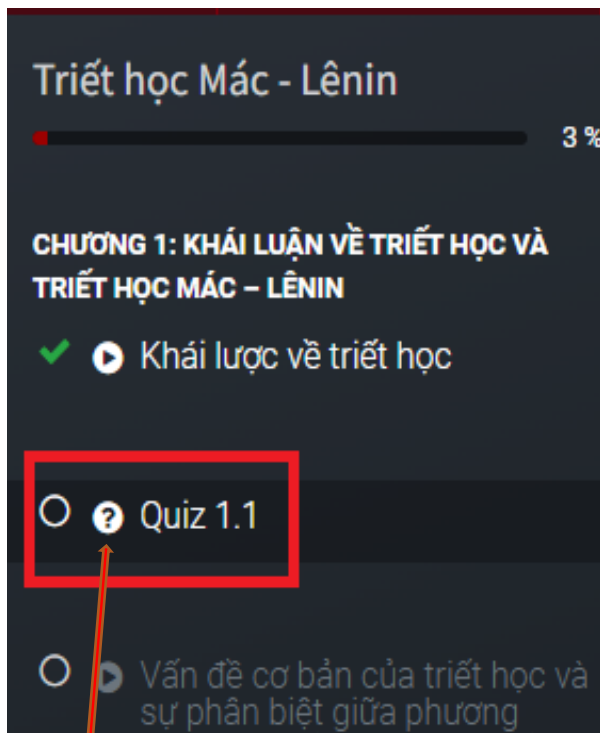 Triết học Mác - Lênin
3 %
CHƯƠNG 1: KHÁI LUẬN VỀ TRIẾT HỌC VÀ
TRIẾT HỌC MÁC – LÊNIN
Khái lược về triết học
Quiz 1.1
Vấn đề cơ bản của triết học và
sự phân biệt giữa phương